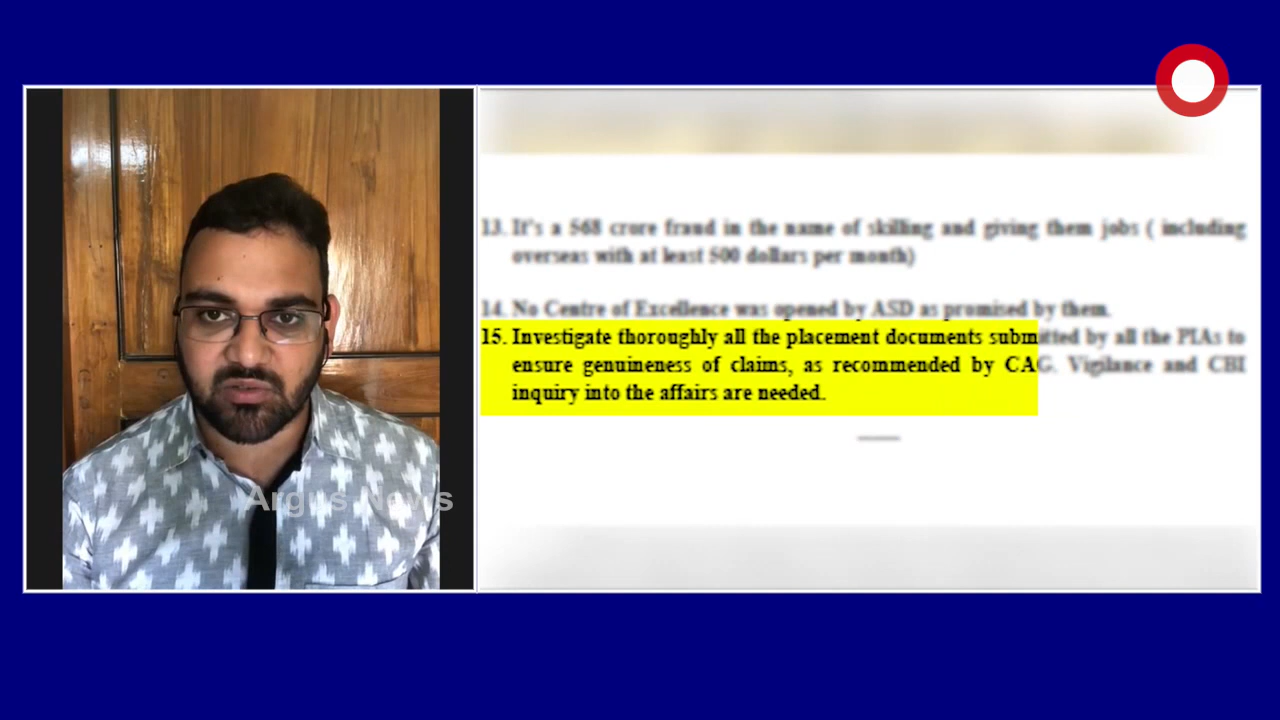 13. It's a 568 crore fraud in the name of skilling and giving them jobs ( including
overseas with at least 500 dollars per month)
14. No Centre of Excellence was opened by ASD as promised by them.
15. Investigate thoroughly all the placement documents submitted by all the PIAs to
ensure genuineness of claims, as recommended by CAG. Vigilance and CBI
inquiry into the affairs are needed.
Argus News